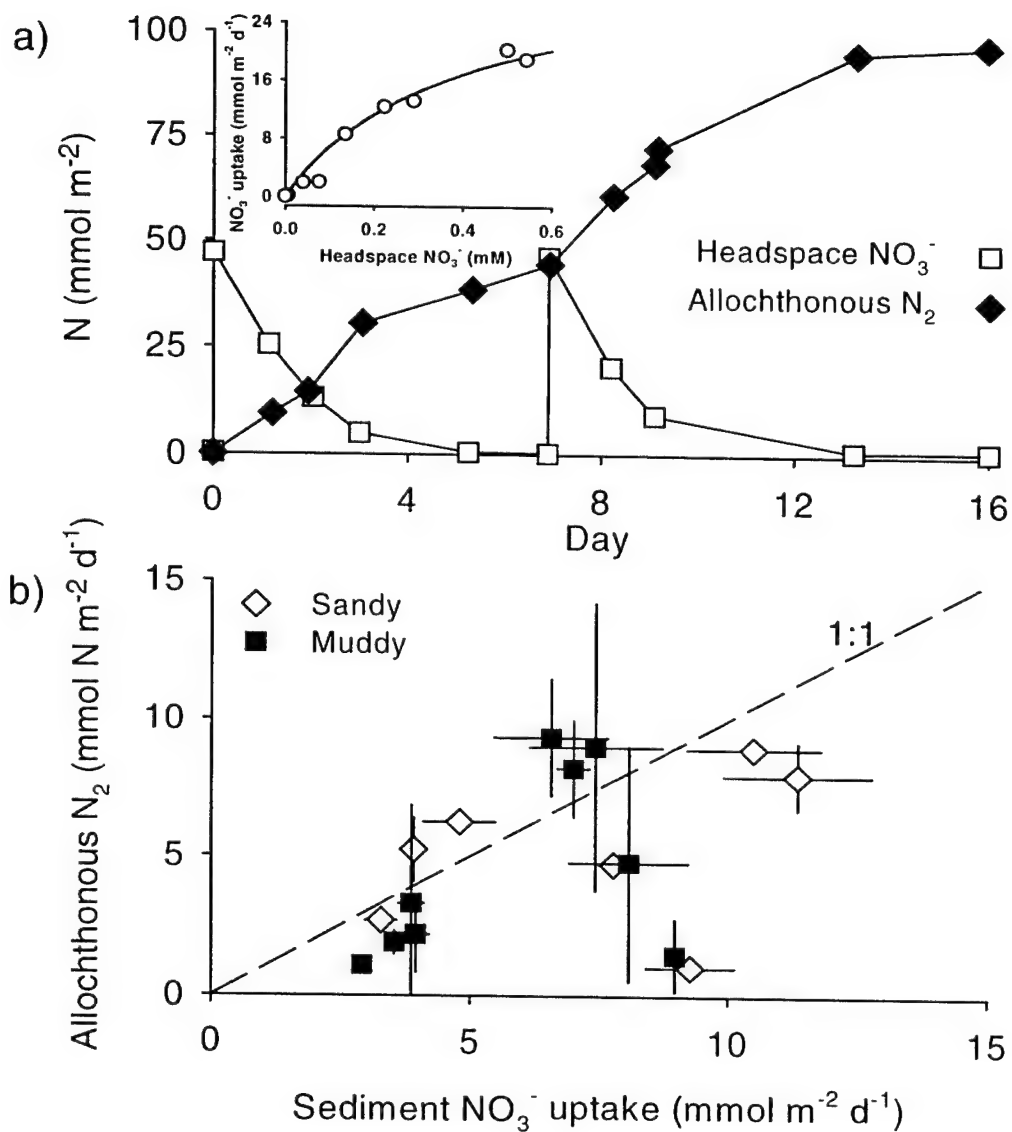 a)
N (mmol m⁻²)
100
75
50
25
0
NO₃⁻ uptake (mmol m⁻² d⁻¹)
24
16
8
0
0.0 0.2 0.4 0.6
Headspace NO₃⁻ (mM)
Headspace NO₃⁻
Allochthonous N₂
0 4 8 12 16
Day
b)
Allochthonous N₂ (mmol N m⁻² d⁻¹)
15
10
5
0
Sandy
Muddy
1:1
0 5 10 15
Sediment NO₃⁻ uptake (mmol m⁻² d⁻¹)